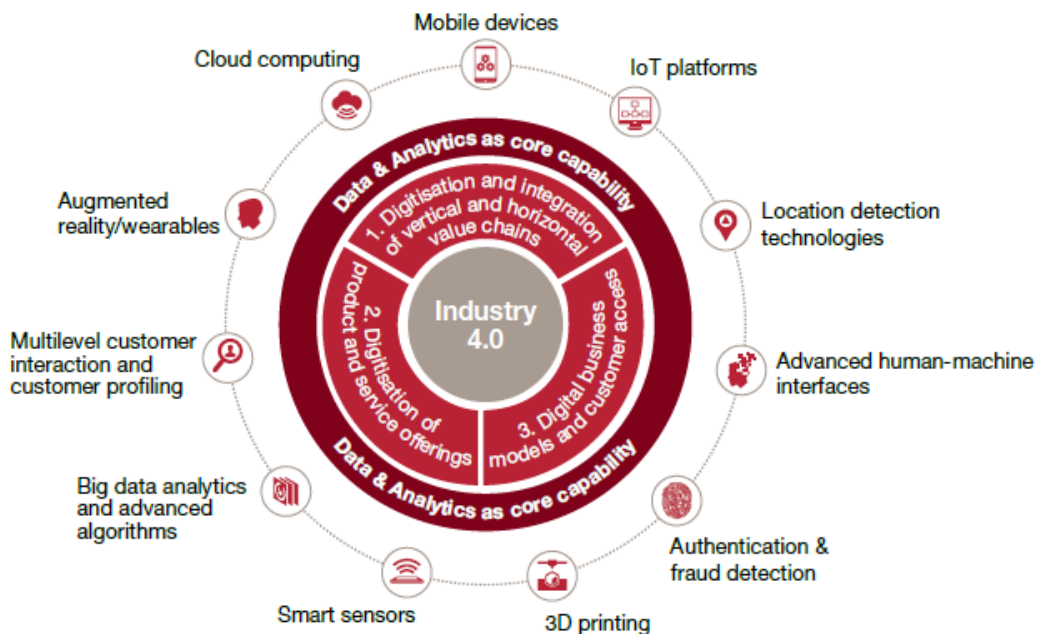 Mobile devices
Cloud computing
IoT platforms
Data & Analytics as core capability
1. Digitisation and integration
of vertical and horizontal
value chains
Augmented
reality/wearables
Location detection
technologies
Industry
4.0
2. Digitisation of
product and service offerings
3. Digital business
models and customer access
Multilevel customer
interaction and
customer profiling
Advanced human-machine
interfaces
Data & Analytics as core capability
Big data analytics
and advanced
algorithms
Authentication &
fraud detection
Smart sensors
3D printing